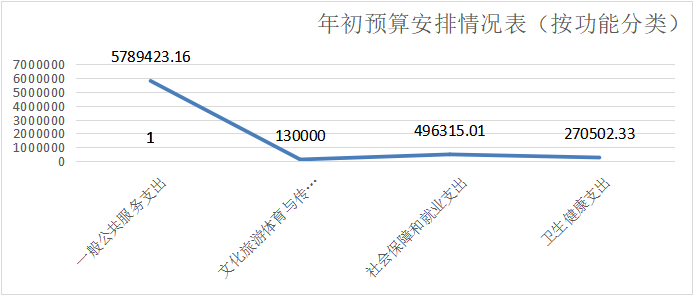 年初预算安排情况表（按功能分类）
7000000
6000000
5000000
4000000
3000000
2000000
1000000
0
5789423.16
1
130000
496315.01
270502.33
一般公共服务支出
文化旅游体育与传…
社会保障和就业支出
卫生健康支出